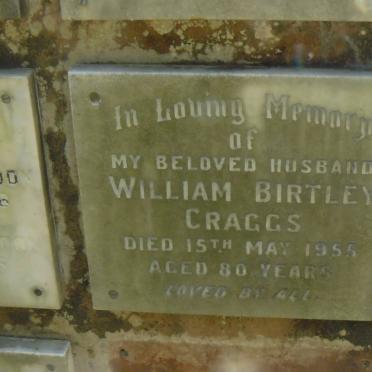 In Loving Memory
of
MY BELOVED HUSBAND
WILLIAM BIRTLEY
CRAGGS
DIED 15TH MAY 1955
AGED 80 YEARS
LOVED BY ALL